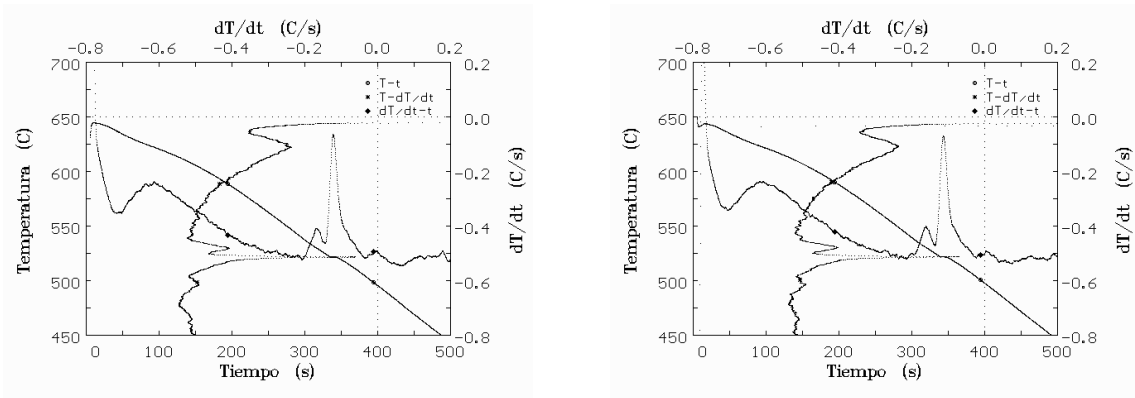 dT/dt (C/s)
-0.8 -0.6 -0.4 -0.2 -0.0 0.2
700 650 600 550 500 450
Temperatura (C)
T-t
T-dT/dt
dT/dt-t
0.2 0.0 -0.2 -0.4 -0.6 -0.8
dT/dt (C/s)
0 100 200 300 400 500
Tiempo (s)
dT/dt (C/s)
-0.8 -0.6 -0.4 -0.2 -0.0 0.2
700 650 600 550 500 450
Temperatura (C)
T-t
T-dT/dt
dT/dt-t
0.2 0.0 -0.2 -0.4 -0.6 -0.8
dT/dt (C/s)
0 100 200 300 400 500
Tiempo (s)